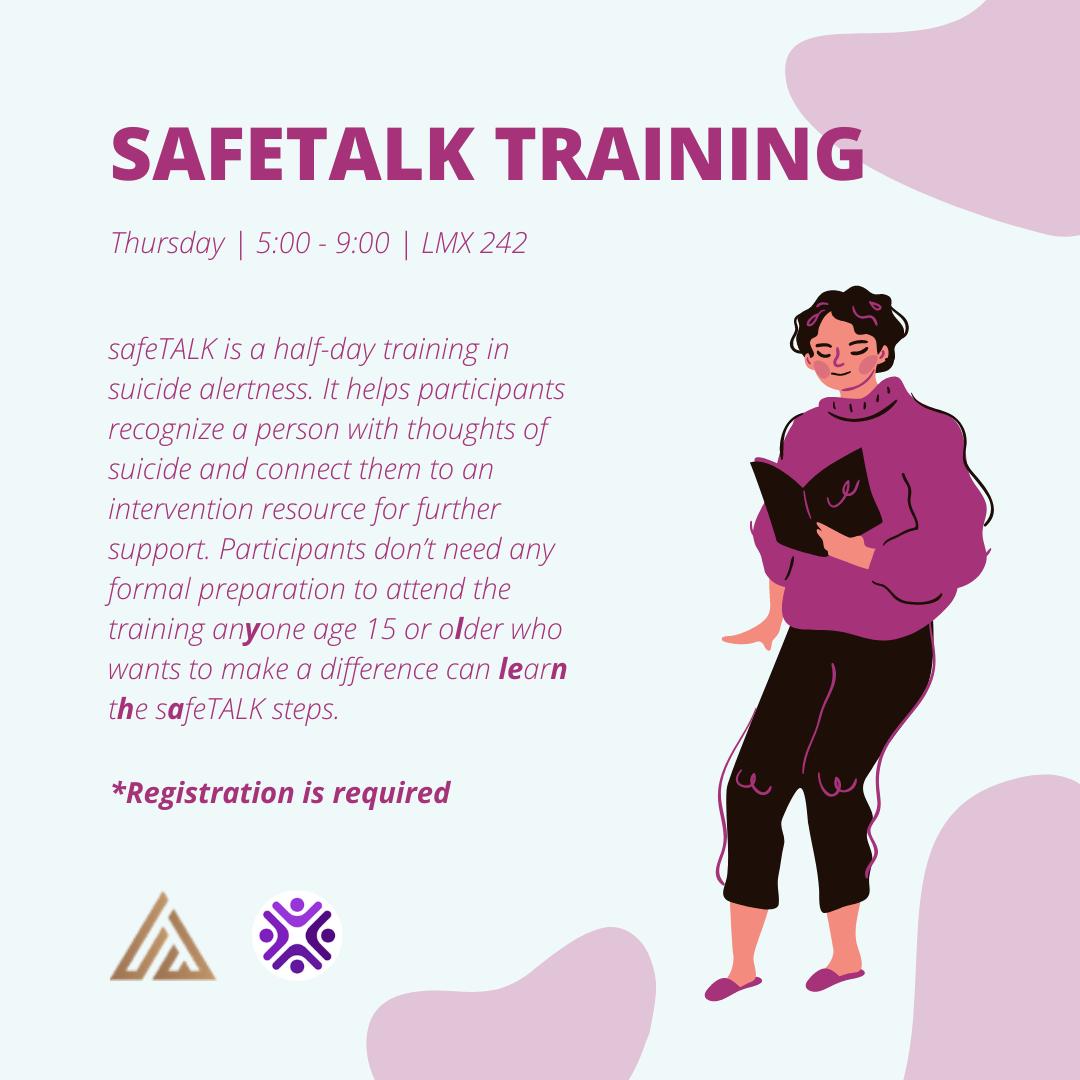 SAFETALK TRAINING
Thursday | 5:00 - 9:00 | LMX 242
safeTALK is a half-day training in
suicide alertness. It helps participants
recognize a person with thoughts of
suicide and connect them to an
intervention resource for further
support. Participants don’t need any
formal preparation to attend the
training anyone age 15 or older who
wants to make a difference can learn
the safeTALK steps.
*Registration is required